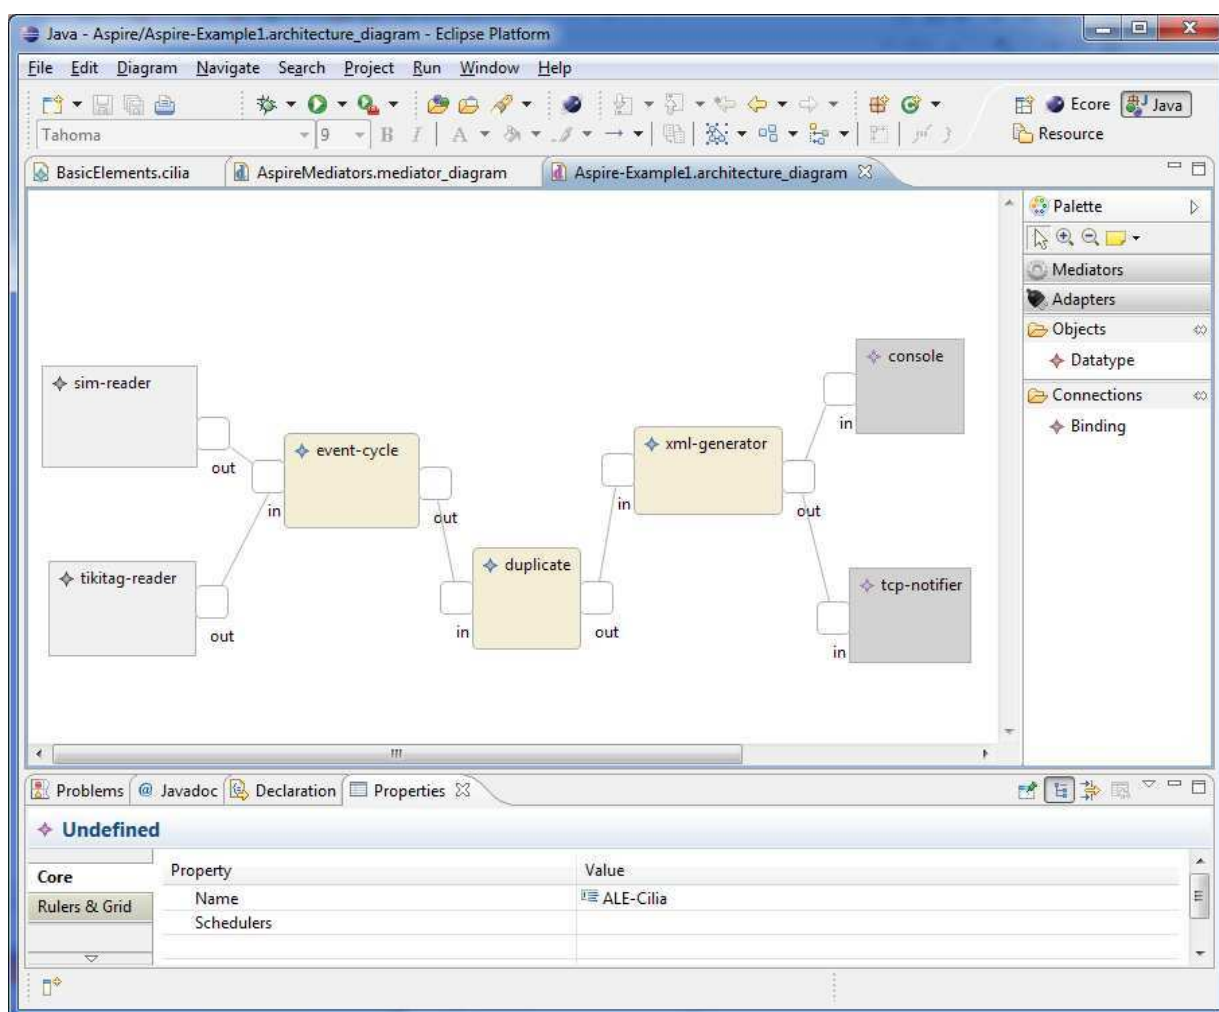 Java - Aspire/Aspire-Example1.architecture_diagram - Eclipse Platform
File Edit Diagram Navigate Search Project Run Window Help
Ecore Java
Tahoma 9 B I A Resource
BasicElements.cilia AspireMediators.mediator_diagram Aspire-Example1.architecture_diagram
Palette
Mediators
Adapters
Objects
Datatype
Connections
Binding
console
in
sim-reader
out
event-cycle
in
out
xml-generator
in
out
duplicate
in
out
tikitag-reader
out
tcp-notifier
in
Problems @ Javadoc Declaration Properties
Undefined
Core
Rulers & Grid
Property Value
Name ALE-Cilia
Schedulers